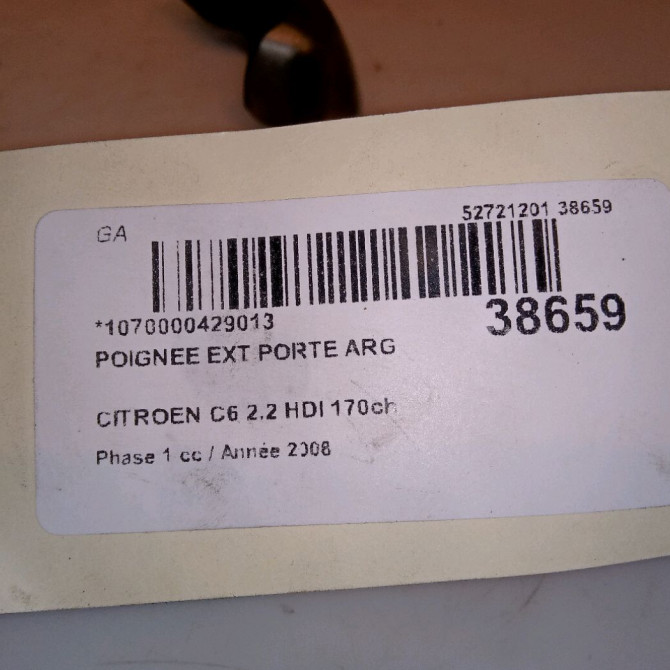 GA
52721201 38659
*1070000429013
38659
POIGNEE EXT PORTE ARG
CITROEN C6 2.2 HDI 170ch
Phase 1 cc / Année 2008